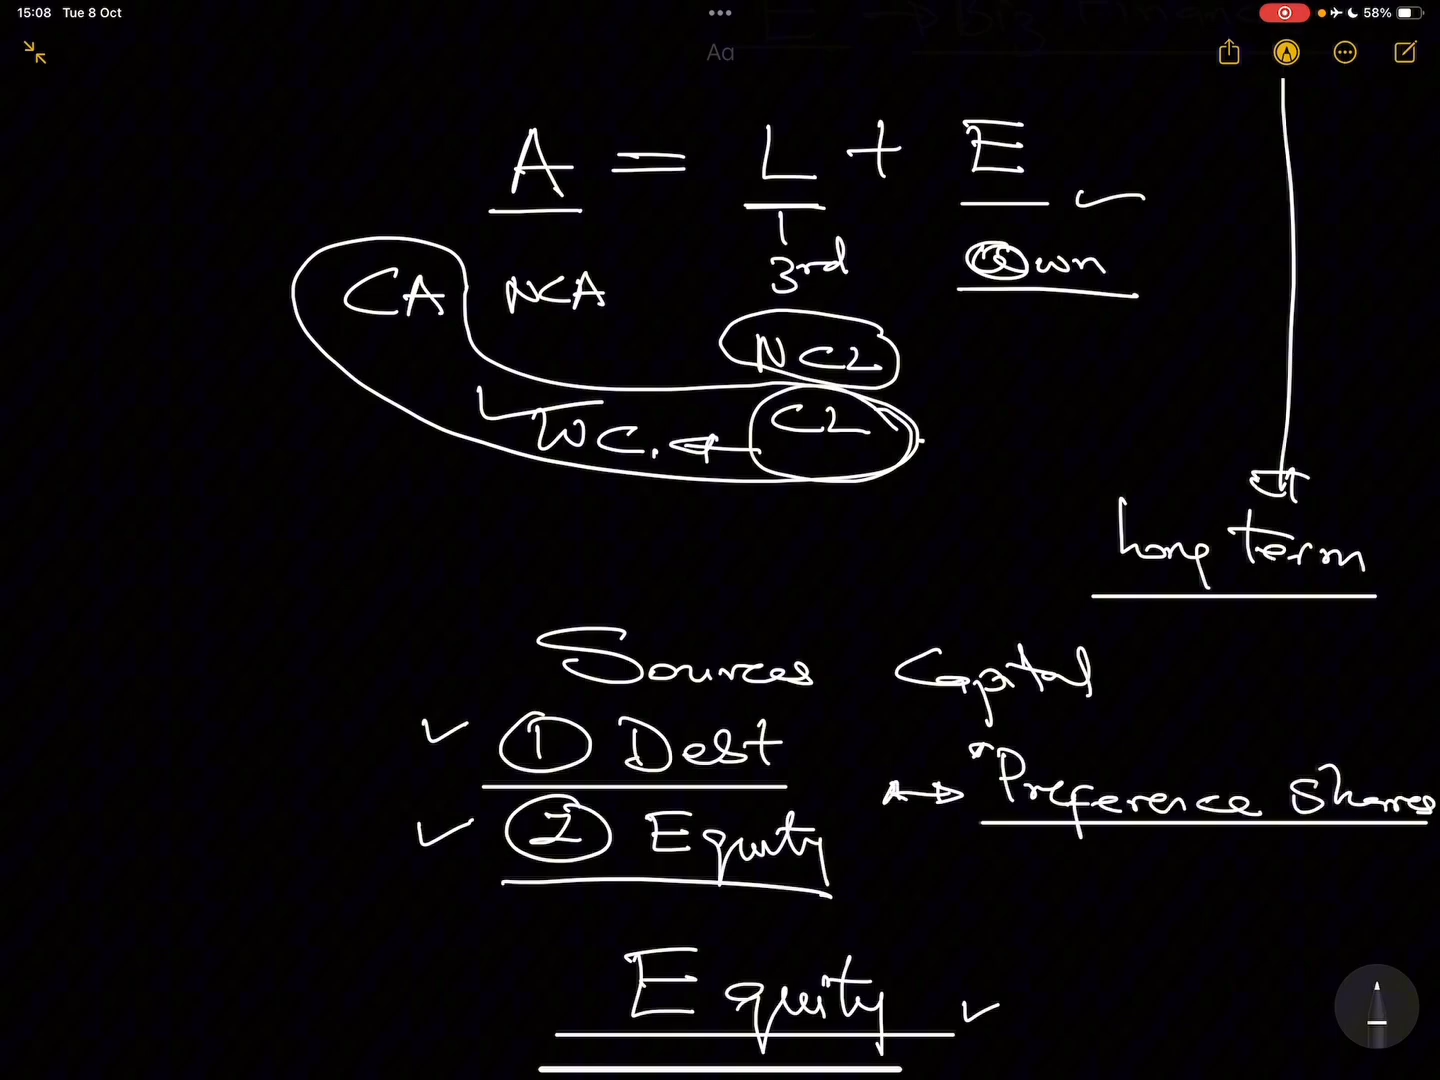 15:08 Tue 8 Oct
58%
Aa
A = L + E
3rd Own
CA NCA
NCL
WC. CL
Long term
Sources Capital
1 Debt
Preference Shares
2 Equity
Equity